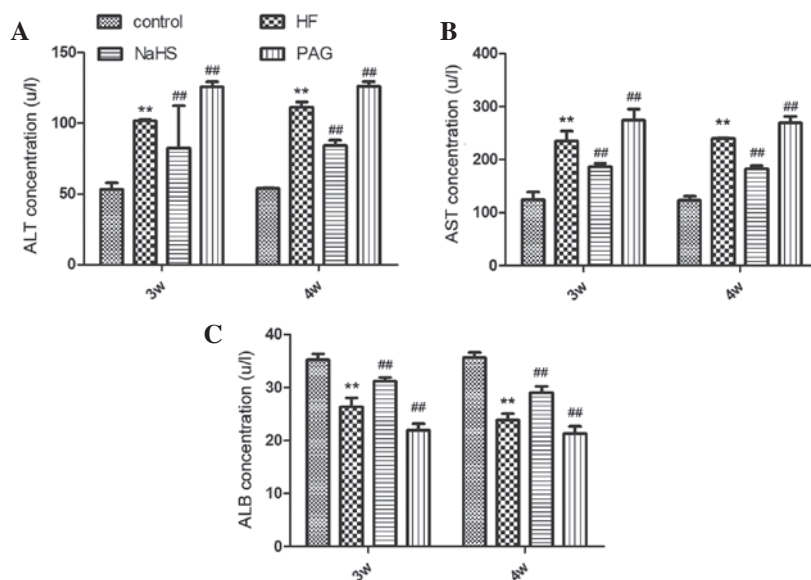 A
control
HF
NaHS
PAG
ALT concentration (u/l)
150
100
50
0
**
##
##
**
##
##
3w
4w
B
AST concentration (u/l)
400
300
200
100
0
**
##
##
**
##
##
3w
4w
C
ALB concentration (u/l)
40
30
20
10
0
**
##
##
**
##
##
3w
4w